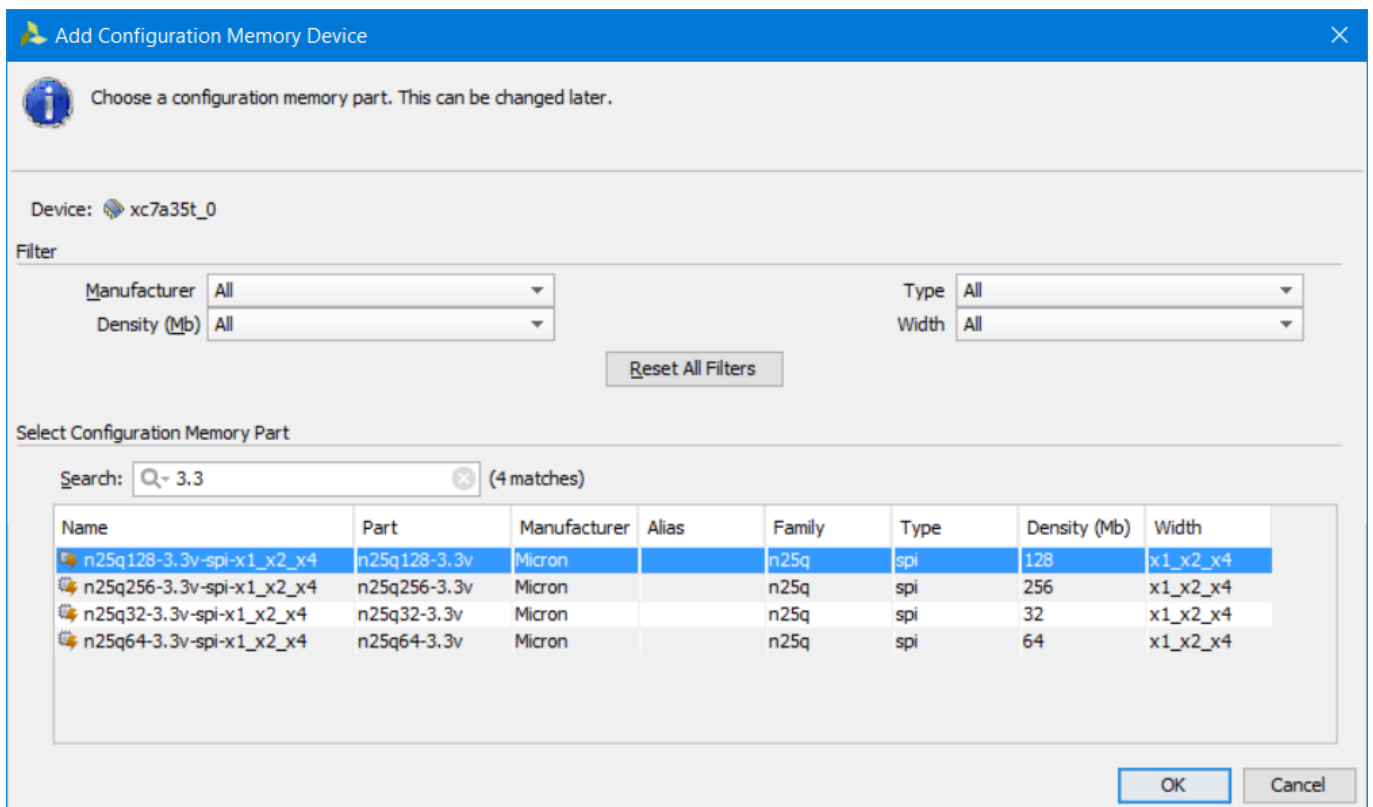 Add Configuration Memory Device
Choose a configuration memory part. This can be changed later.
Device: xc7a35t_0
Filter
Manufacturer All Type All
Density (Mb) All Width All
Reset All Filters
Select Configuration Memory Part
Search: 3.3 (4 matches)
Name Part Manufacturer Alias Family Type Density (Mb) Width
n25q128-3.3v-spi-x1_x2_x4 n25q128-3.3v Micron n25q spi 128 x1_x2_x4
n25q256-3.3v-spi-x1_x2_x4 n25q256-3.3v Micron n25q spi 256 x1_x2_x4
n25q32-3.3v-spi-x1_x2_x4 n25q32-3.3v Micron n25q spi 32 x1_x2_x4
n25q64-3.3v-spi-x1_x2_x4 n25q64-3.3v Micron n25q spi 64 x1_x2_x4
OK Cancel